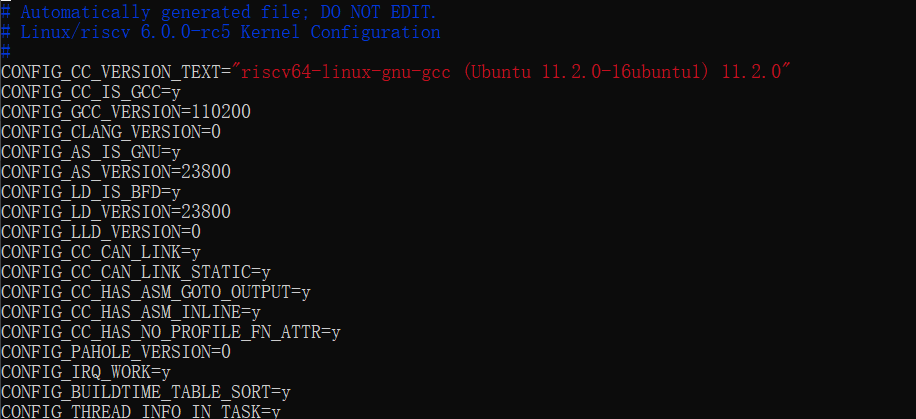 # Automatically generated file; DO NOT EDIT.
# Linux/riscv 6.0.0-rc5 Kernel Configuration
#
CONFIG_CC_VERSION_TEXT="riscv64-linux-gnu-gcc (Ubuntu 11.2.0-16ubuntu1) 11.2.0"
CONFIG_CC_IS_GCC=y
CONFIG_GCC_VERSION=110200
CONFIG_CLANG_VERSION=0
CONFIG_AS_IS_GNU=y
CONFIG_AS_VERSION=23800
CONFIG_LD_IS_BFD=y
CONFIG_LD_VERSION=23800
CONFIG_LLD_VERSION=0
CONFIG_CC_CAN_LINK=y
CONFIG_CC_CAN_LINK_STATIC=y
CONFIG_CC_HAS_ASM_GOTO_OUTPUT=y
CONFIG_CC_HAS_ASM_INLINE=y
CONFIG_CC_HAS_NO_PROFILE_FN_ATTR=y
CONFIG_PAHOLE_VERSION=0
CONFIG_IRQ_WORK=y
CONFIG_BUILDTIME_TABLE_SORT=y
CONFIG_THREAD_INFO_IN_TASK=y